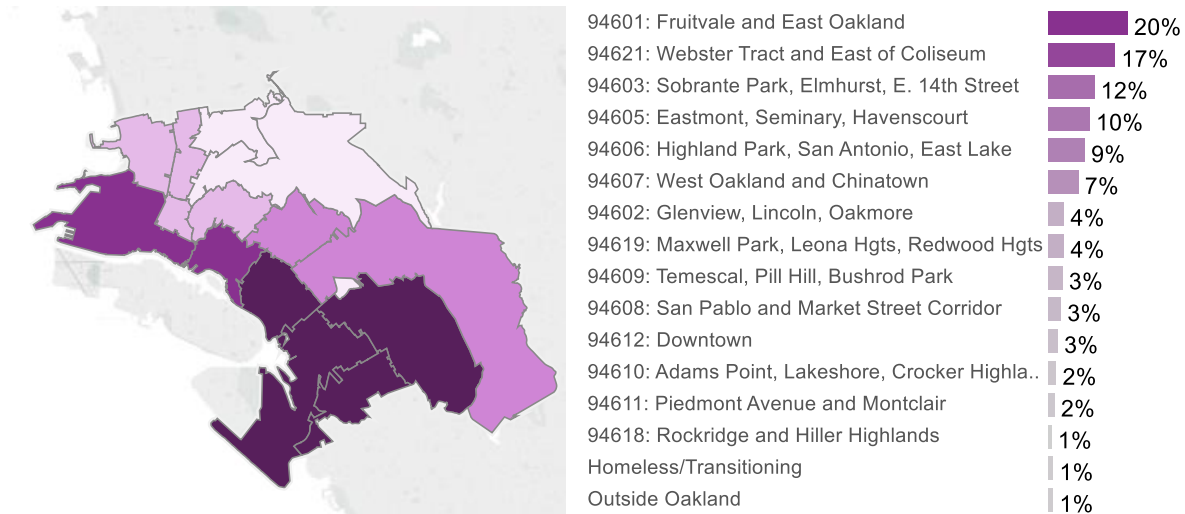 94601: Fruitvale and East Oakland 20%
94621: Webster Tract and East of Coliseum 17%
94603: Sobrante Park, Elmhurst, E. 14th Street 12%
94605: Eastmont, Seminary, Havenscourt 10%
94606: Highland Park, San Antonio, East Lake 9%
94607: West Oakland and Chinatown 7%
94602: Glenview, Lincoln, Oakmore 4%
94619: Maxwell Park, Leona Hgts, Redwood Hgts 4%
94609: Temescal, Pill Hill, Bushrod Park 3%
94608: San Pablo and Market Street Corridor 3%
94612: Downtown 3%
94610: Adams Point, Lakeshore, Crocker Highla.. 2%
94611: Piedmont Avenue and Montclair 2%
94618: Rockridge and Hiller Highlands 1%
Homeless/Transitioning 1%
Outside Oakland 1%